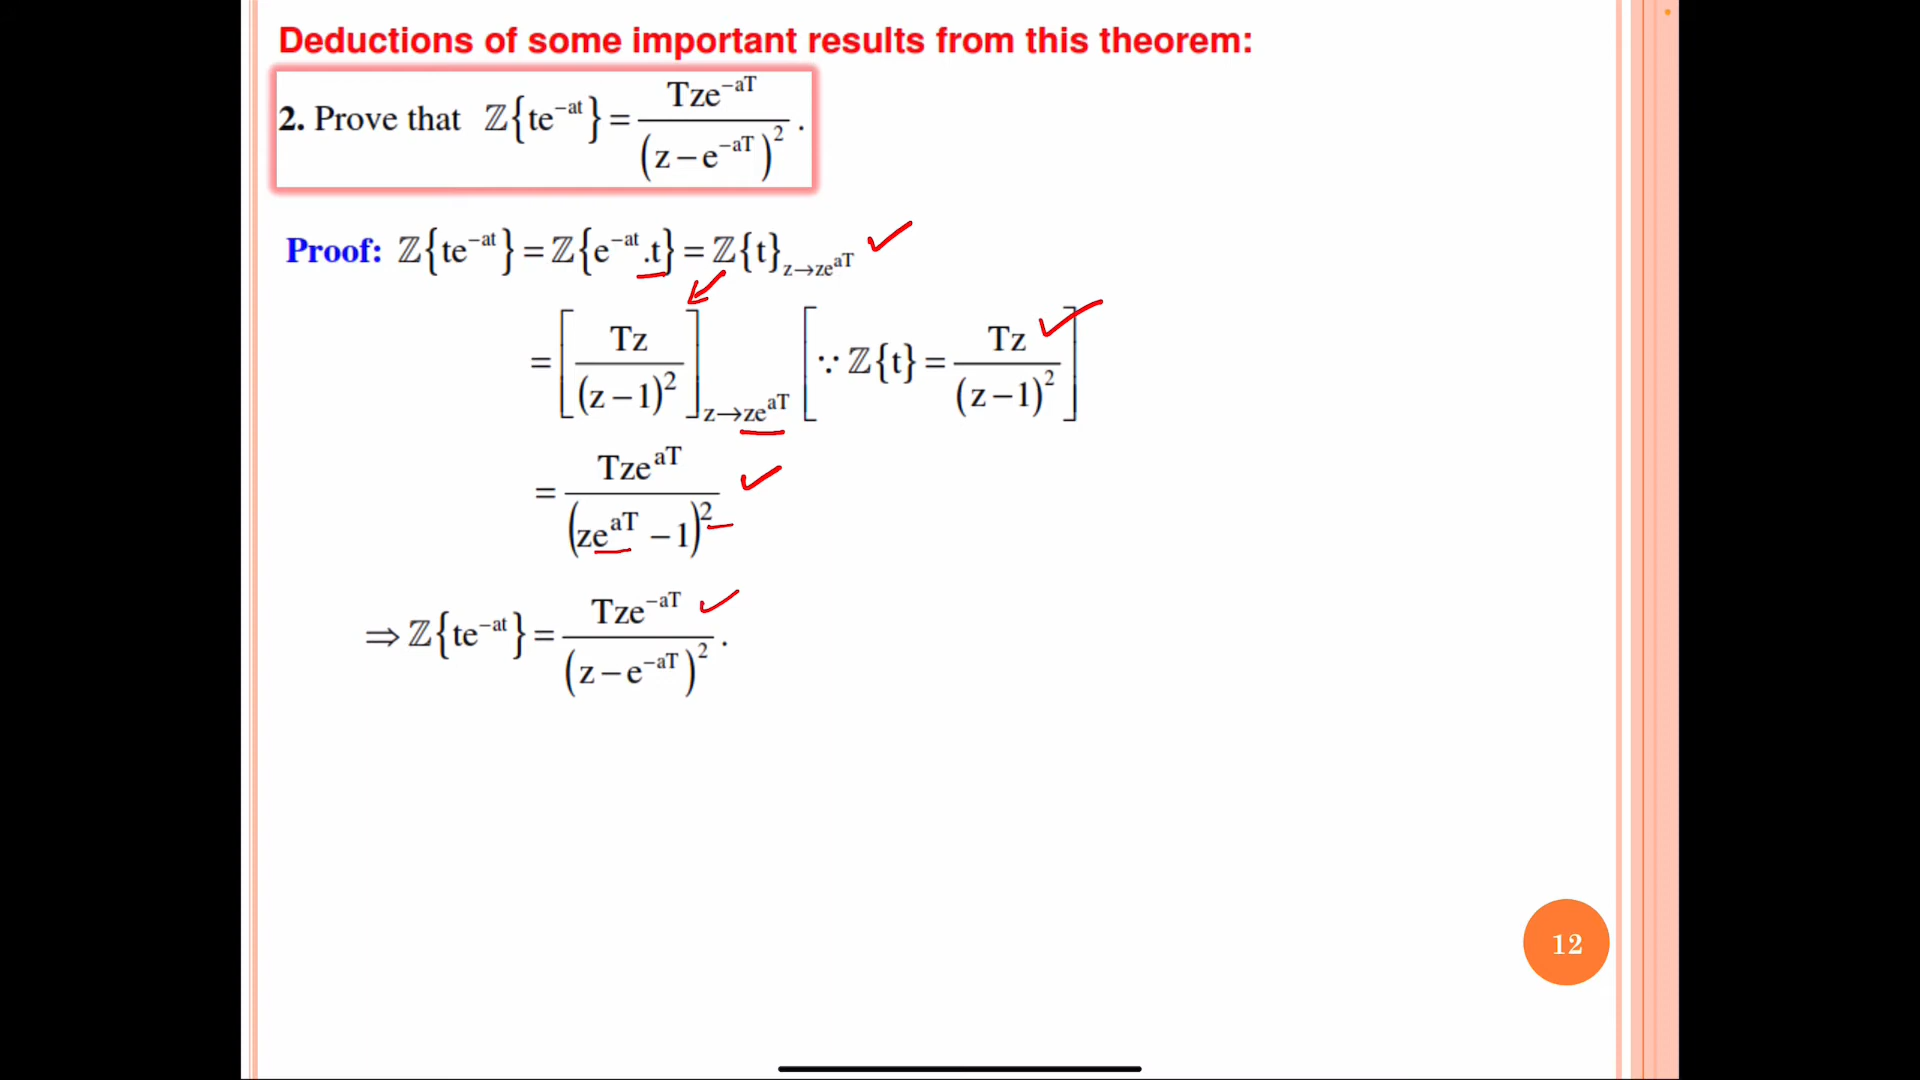 Deductions of some important results from this theorem:
2. Prove that ℤ{te^{−at}} = Tze^{−aT} / (z − e^{−aT})^2 .
Proof: ℤ{te^{−at}} = ℤ{e^{−at}.t} = ℤ{t}_{z→ze^{aT}}
= [Tz / (z − 1)^2]_{z→ze^{aT}} [∵ ℤ{t} = Tz / (z − 1)^2]
= Tze^{aT} / (ze^{aT} − 1)^2
⇒ ℤ{te^{−at}} = Tze^{−aT} / (z − e^{−aT})^2 .
12